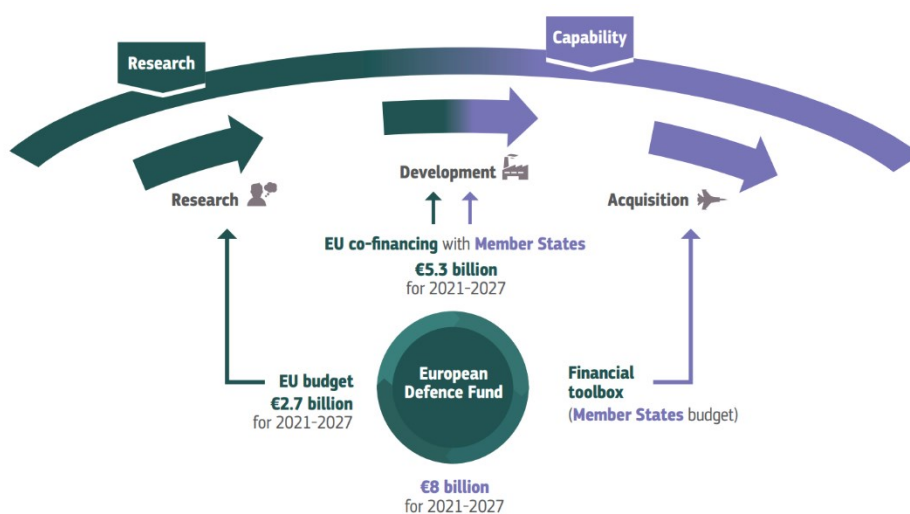 Research
Capability
Research
Development
Acquisition
EU co-financing with Member States
€5.3 billion
for 2021-2027
EU budget
€2.7 billion
for 2021-2027
European
Defence Fund
Financial
toolbox
(Member States budget)
€8 billion
for 2021-2027